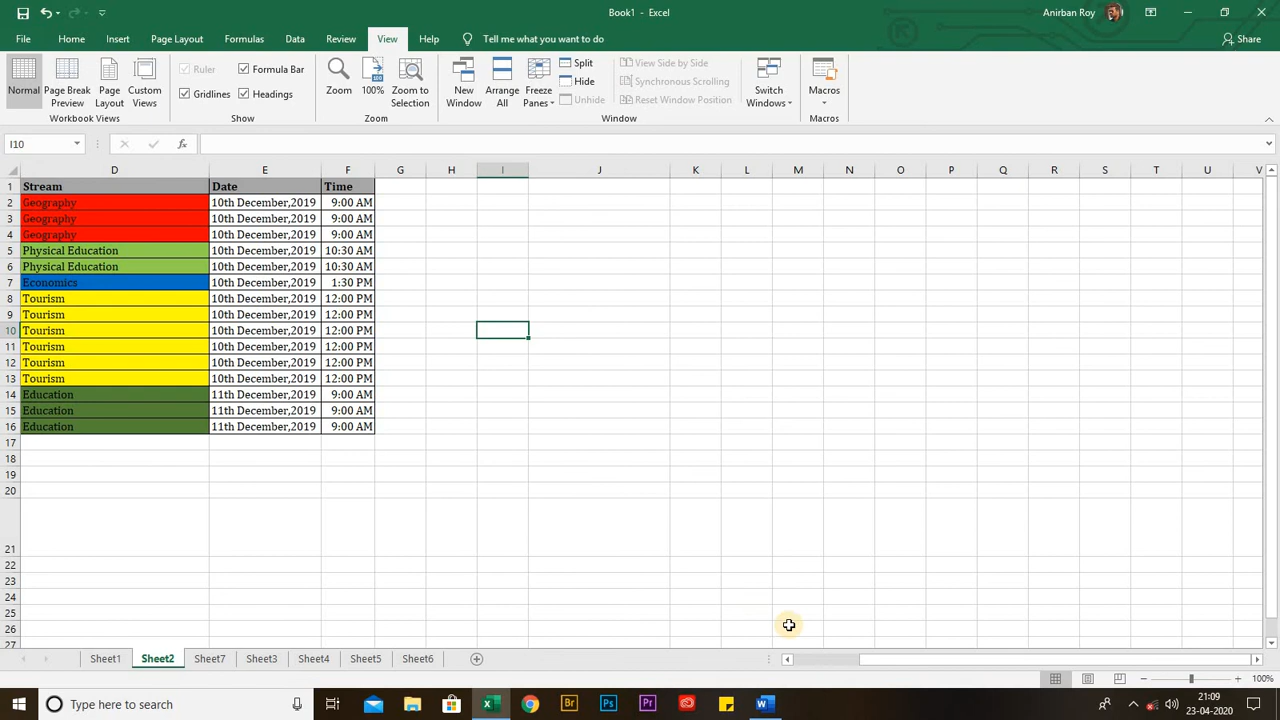 Book1 - Excel
Anirban Roy
File Home Insert Page Layout Formulas Data Review View Help Tell me what you want to do Share
Normal
Page Break Preview
Page Layout
Custom Views
Workbook Views
Ruler
Formula Bar
Gridlines
Headings
Show
Zoom
100%
Zoom to Selection
Zoom
New Window
Arrange All
Freeze Panes
Split
Hide
Unhide
View Side by Side
Synchronous Scrolling
Reset Window Position
Window
Switch Windows
Macros
Macros
I10
fx
D E F G H I J K L M N O P Q R S T U V
1 Stream Date Time
2 Geography 10th December,2019 9:00 AM
3 Geography 10th December,2019 9:00 AM
4 Geography 10th December,2019 9:00 AM
5 Physical Education 10th December,2019 10:30 AM
6 Physical Education 10th December,2019 10:30 AM
7 Economics 10th December,2019 1:30 PM
8 Tourism 10th December,2019 12:00 PM
9 Tourism 10th December,2019 12:00 PM
10 Tourism 10th December,2019 12:00 PM
11 Tourism 10th December,2019 12:00 PM
12 Tourism 10th December,2019 12:00 PM
13 Tourism 10th December,2019 12:00 PM
14 Education 11th December,2019 9:00 AM
15 Education 11th December,2019 9:00 AM
16 Education 11th December,2019 9:00 AM
17
18
19
20
21
22
23
24
25
26
27
Sheet1 Sheet2 Sheet7 Sheet3 Sheet4 Sheet5 Sheet6
100%
Type here to search
Br
Ps
Pr
21:09
23-04-2020